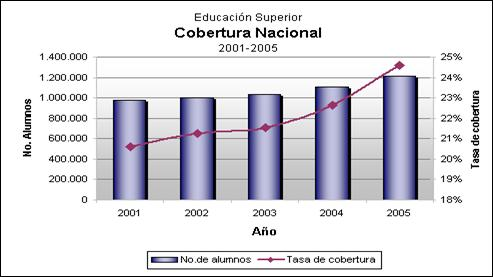 Educación Superior
Cobertura Nacional
2001-2005
No. Alumnos
1.400.000
1.200.000
1.000.000
800.000
600.000
400.000
200.000
0
25%
24%
23%
22%
21%
20%
19%
18%
Tasa de cobertura
2001 2002 2003 2004 2005
Año
No.de alumnos Tasa de cobertura